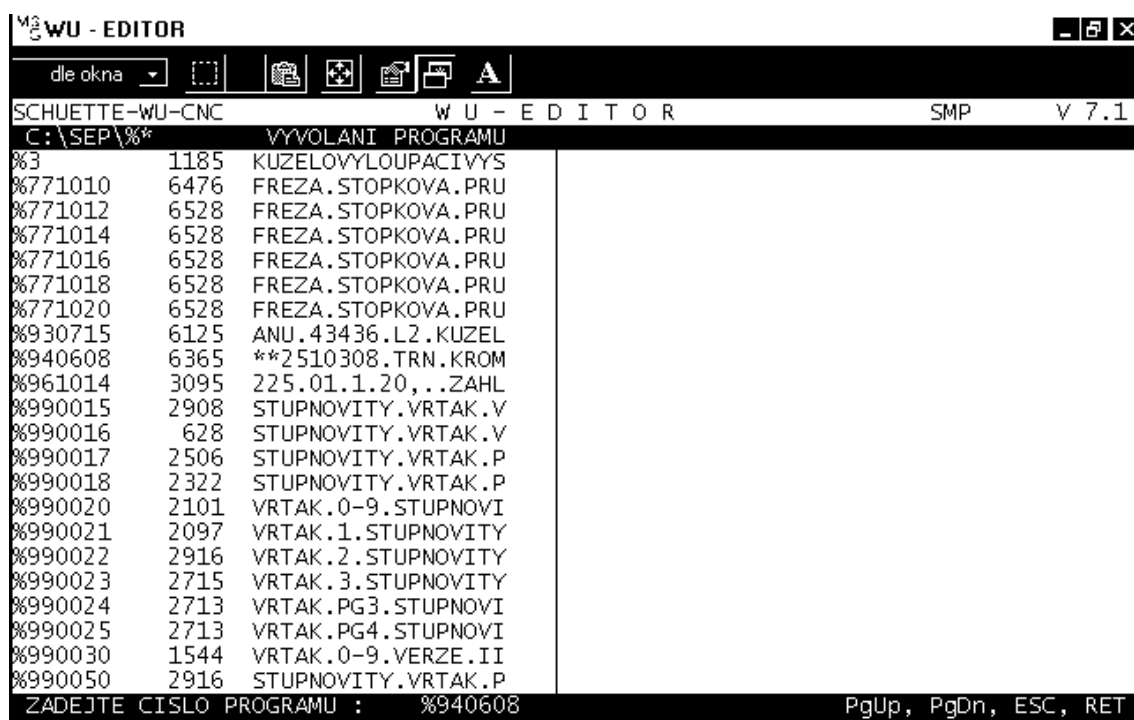 WU - EDITOR
dle okna
A
SCHUETTE-WU-CNC W U - E D I T O R SMP V 7.1
C:\SEP\%* VYVOLANI PROGRAMU
%3 1185 KUZELOVYLOUPACIVYS
%771010 6476 FREZA.STOPKOVA.PRU
%771012 6528 FREZA.STOPKOVA.PRU
%771014 6528 FREZA.STOPKOVA.PRU
%771016 6528 FREZA.STOPKOVA.PRU
%771018 6528 FREZA.STOPKOVA.PRU
%771020 6528 FREZA.STOPKOVA.PRU
%930715 6125 ANU.43436.L2.KUZEL
%940608 6365 **2510308.TRN.KROM
%961014 3095 225.01.1.20,..ZAHL
%990015 2908 STUPNOVITY.VRTAK.V
%990016 628 STUPNOVITY.VRTAK.V
%990017 2506 STUPNOVITY.VRTAK.P
%990018 2322 STUPNOVITY.VRTAK.P
%990020 2101 VRTAK.0-9.STUPNOVI
%990021 2097 VRTAK.1.STUPNOVITY
%990022 2916 VRTAK.2.STUPNOVITY
%990023 2715 VRTAK.3.STUPNOVITY
%990024 2713 VRTAK.PG3.STUPNOVI
%990025 2713 VRTAK.PG4.STUPNOVI
%990030 1544 VRTAK.0-9.VERZE.II
%990050 2916 STUPNOVITY.VRTAK.P
ZADEJTE CISLO PROGRAMU : %940608 PgUp, PgDn, ESC, RET